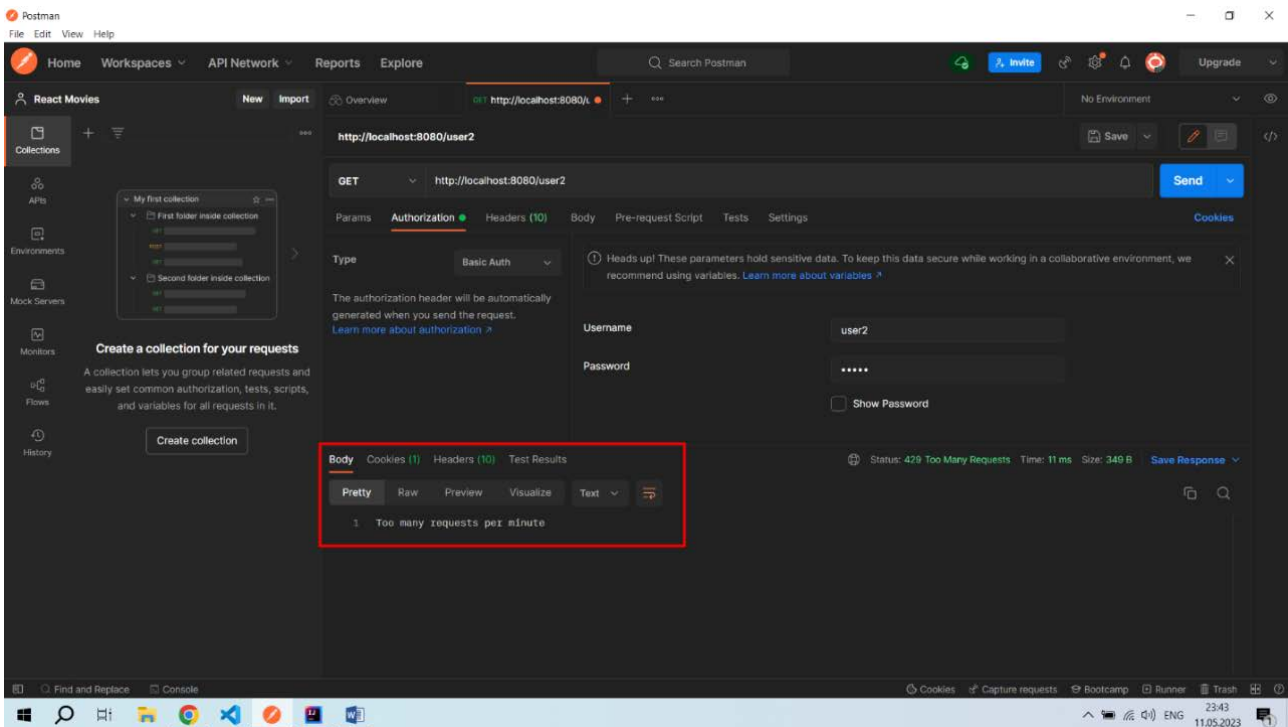 Postman
File Edit View Help
Home Workspaces API Network Reports Explore
Search Postman
Invite
Upgrade
React Movies
New Import
Overview
GET http://localhost:8080/u
No Environment
Collections
APIs
Environments
Mock Servers
Monitors
Flows
History
My first collection
First folder inside collection
GET
POST
GET
Second folder inside collection
GET
GET
Create a collection for your requests
A collection lets you group related requests and
easily set common authorization, tests, scripts,
and variables for all requests in it.
Create collection
http://localhost:8080/user2
Save
GET http://localhost:8080/user2
Send
Params Authorization Headers (10) Body Pre-request Script Tests Settings
Cookies
Type Basic Auth
The authorization header will be automatically
generated when you send the request.
Learn more about authorization
Heads up! These parameters hold sensitive data. To keep this data secure while working in a collaborative environment, we
recommend using variables. Learn more about variables
Username user2
Password •••••
Show Password
Body Cookies (1) Headers (10) Test Results
Status: 429 Too Many Requests Time: 11 ms Size: 349 B Save Response
Pretty Raw Preview Visualize Text
1 Too many requests per minute
Find and Replace Console
Cookies Capture requests Bootcamp Runner Trash
ENG
23:43
11.05.2023